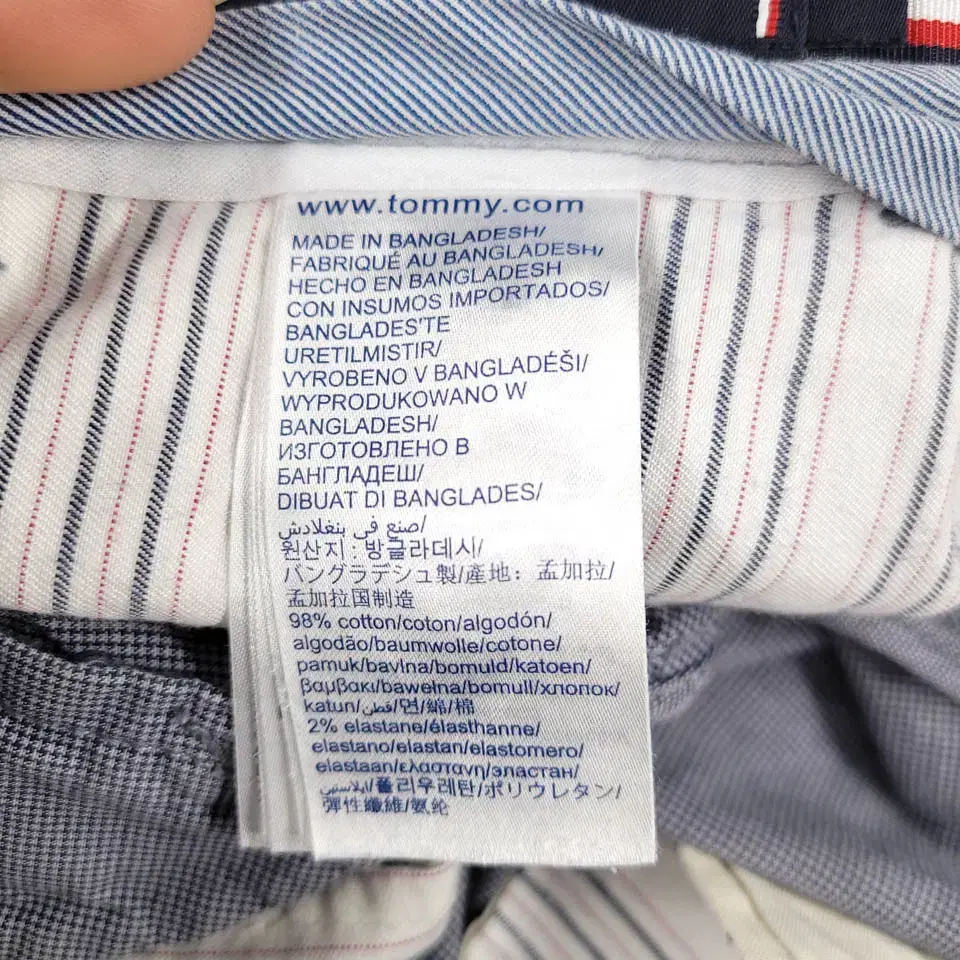 www.tommy.com
MADE IN BANGLADESH/
FABRIQUÉ AU BANGLADESH/
HECHO EN BANGLADESH
CON INSUMOS IMPORTADOS/
BANGLADES'TE
URETILMISTIR/
VYROBENO V BANGLADÉŠI/
WYPRODUKOWANO W
BANGLADESH/
ИЗГОТОВЛЕНО В
БАНГЛАДЕШ/
DIBUAT DI BANGLADES/
صنع في بنغلادش/
원산지 : 방글라데시/
バングラデシュ製/產地: 孟加拉/
孟加拉国制造
98% cotton/coton/algodón/
algodão/baumwolle/cotone/
pamuk/bavlna/bomuld/katoen/
βαμβακι/bawełna/bomull/хлопок/
katun/قطن/면/綿/棉
2% elastane/élasthanne/
elastano/elastan/elastomero/
elastaan/ελαστανη/эластан/
폴리우레탄/ポリウレタン/
彈性纖維/氨纶